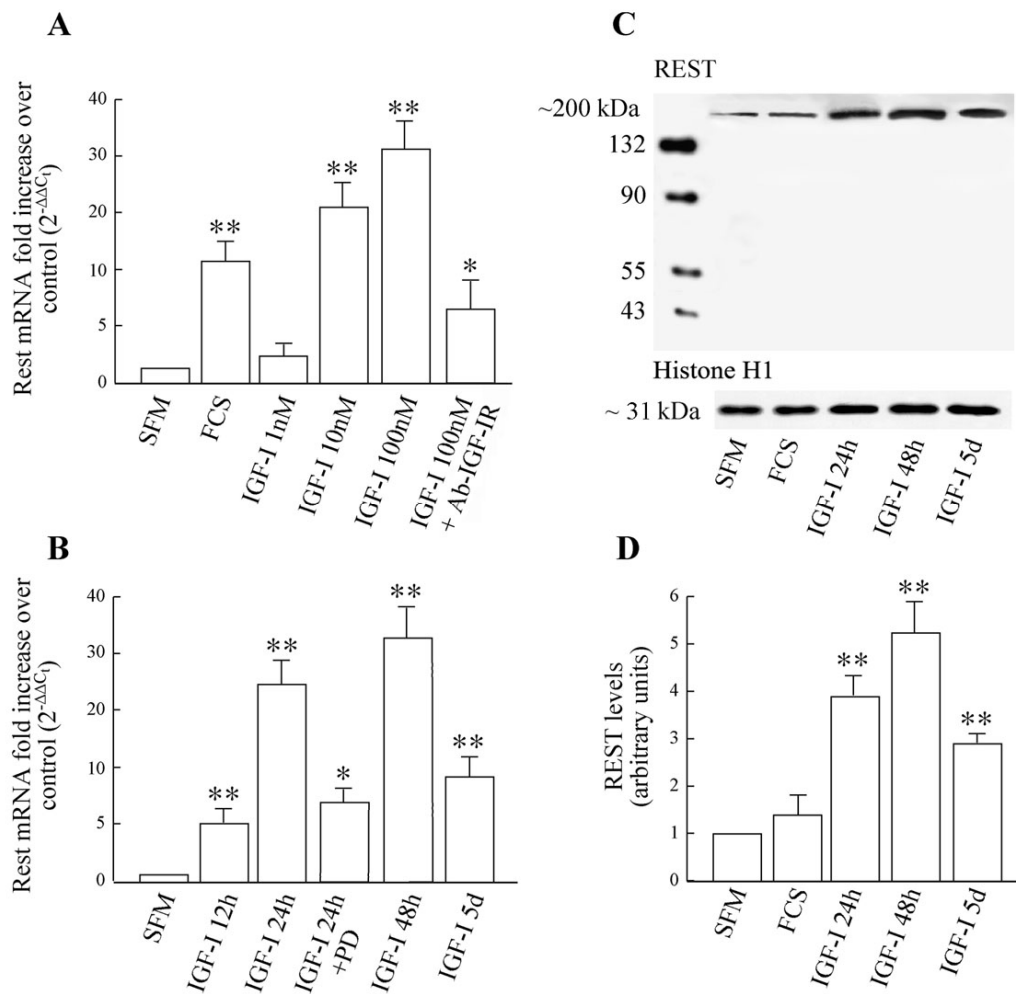 A
Rest mRNA fold increase over
control (2^-ΔΔCt)
40
30
20
10
5
0
**
**
**
*
SFM
FCS
IGF-I 1nM
IGF-I 10nM
IGF-I 100nM
IGF-I 100nM
+ Ab-IGF-IR
B
Rest mRNA fold increase over
control (2^-ΔΔCt)
40
30
20
10
5
0
**
**
*
**
**
SFM
IGF-I 12h
IGF-I 24h
IGF-I 24h
+PD
IGF-I 48h
IGF-I 5d
C
REST
~200 kDa
132
90
55
43
Histone H1
~ 31 kDa
SFM
FCS
IGF-I 24h
IGF-I 48h
IGF-I 5d
D
REST levels
(arbitrary units)
6
5
4
3
2
1
0
**
**
**
SFM
FCS
IGF-I 24h
IGF-I 48h
IGF-I 5d